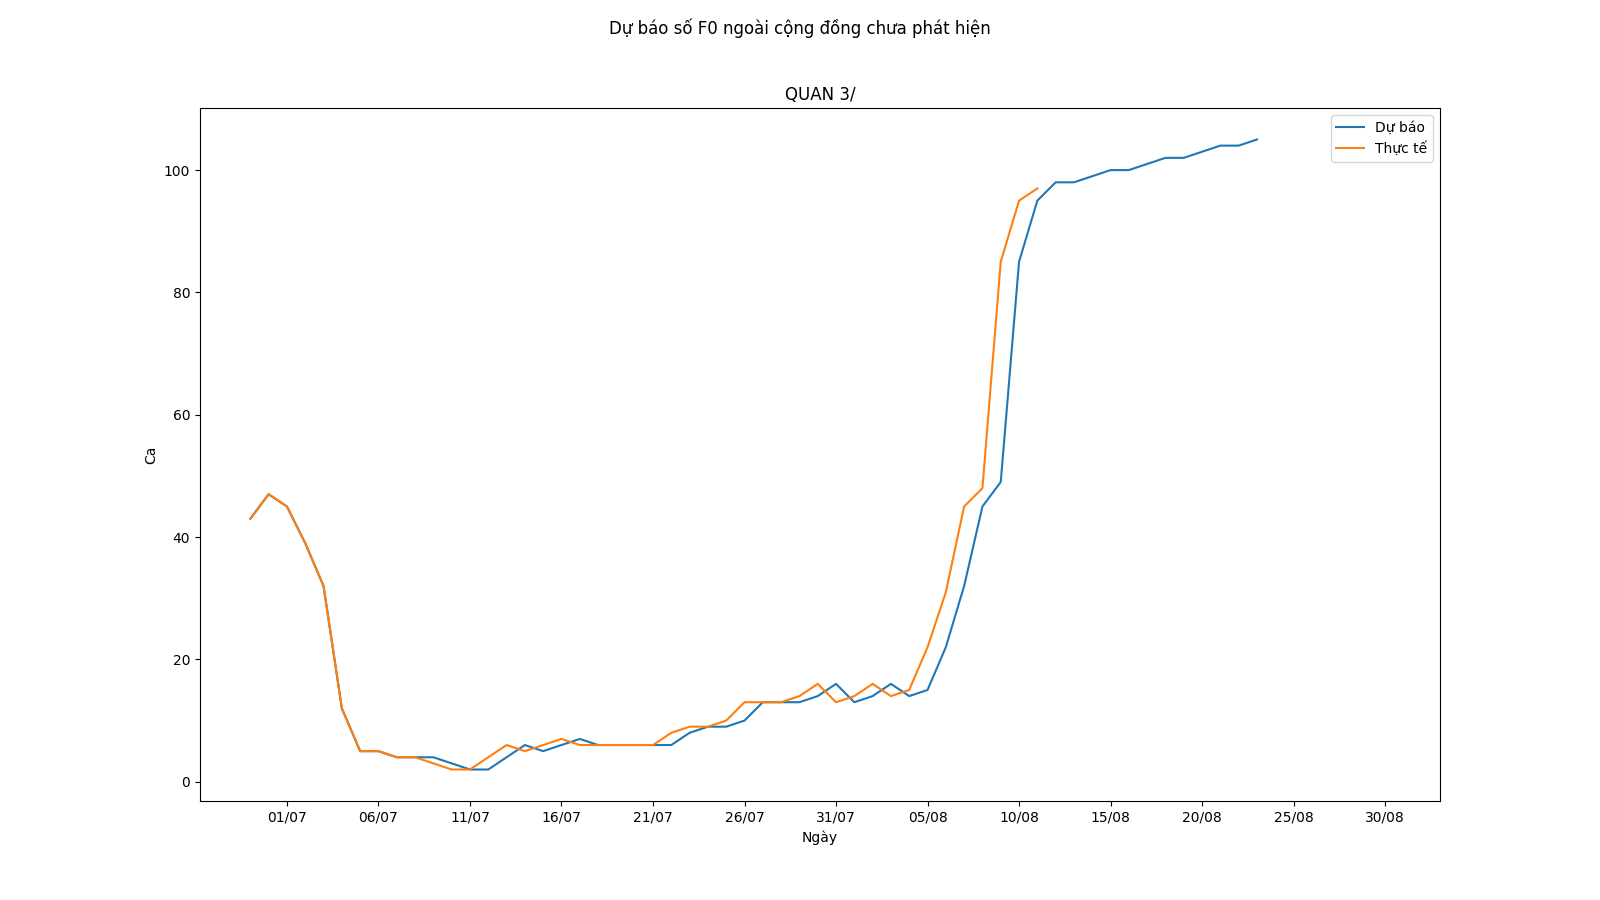 Dự báo số F0 ngoài cộng đồng chưa phát hiện
QUAN 3/
Dự báo
Thực tế
100
80
60
40
20
0
Ca
01/07 06/07 11/07 16/07 21/07 26/07 31/07 05/08 10/08 15/08 20/08 25/08 30/08
Ngày